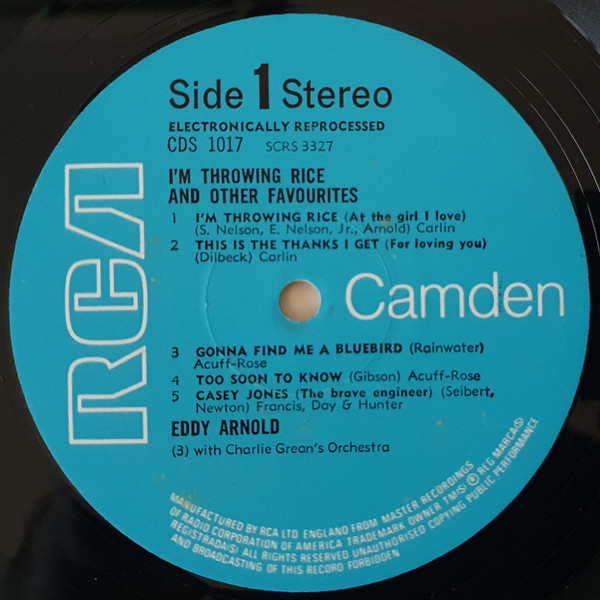 Side 1 Stereo
ELECTRONICALLY REPROCESSED
CDS 1017 SCRS 3327
I'M THROWING RICE
AND OTHER FAVOURITES
1 I'M THROWING RICE (At the girl I love)
(S. Nelson, E. Nelson, Jr., Arnold) Carlin
2 THIS IS THE THANKS I GET (For loving you)
(Dilbeck) Carlin
RCA
Camden
3 GONNA FIND ME A BLUEBIRD (Rainwater)
Acuff-Rose
4 TOO SOON TO KNOW (Gibson) Acuff-Rose
5 CASEY JONES (The brave engineer) (Seibert,
Newton) Francis, Day & Hunter
EDDY ARNOLD
(3) with Charlie Grean's Orchestra
MANUFACTURED BY RCA LTD ENGLAND FROM MASTER RECORDINGS
OF RADIO CORPORATION OF AMERICA TRADEMARK OWNER TM(S) ® REG MARCA(S)
REGISTRADA(S) ALL RIGHTS RESERVED UNAUTHORISED COPYING PUBLIC PERFORMANCE
AND BROADCASTING OF THIS RECORD FORBIDDEN